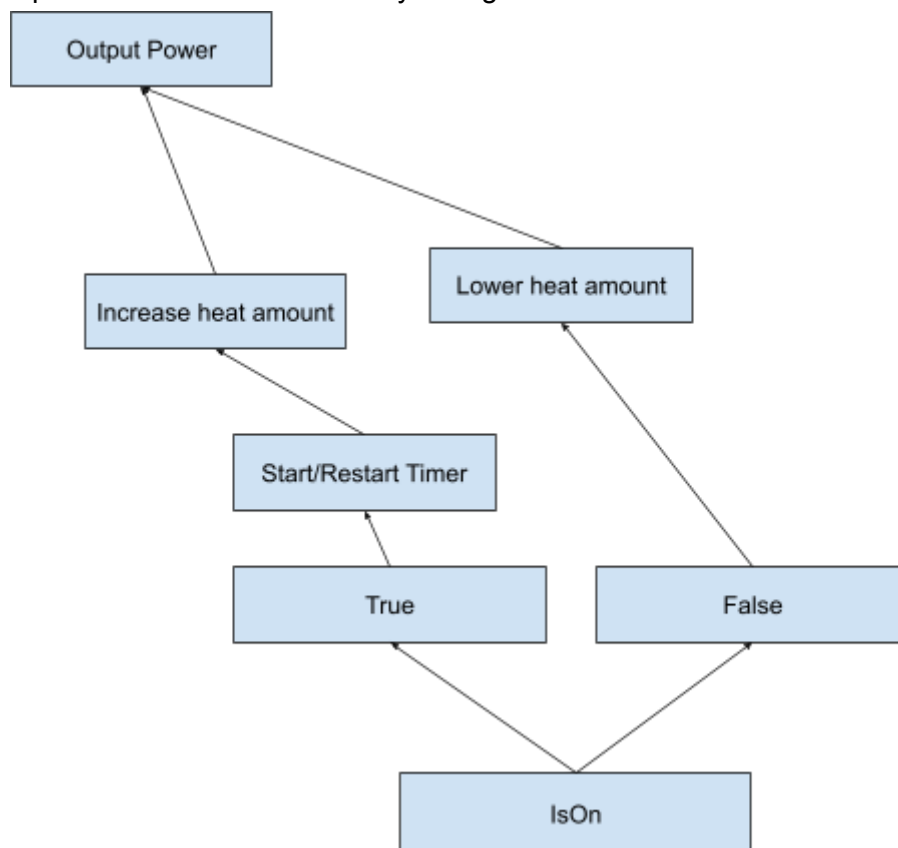 Output Power
Lower heat amount
Increase heat amount
Start/Restart Timer
True
False
IsOn